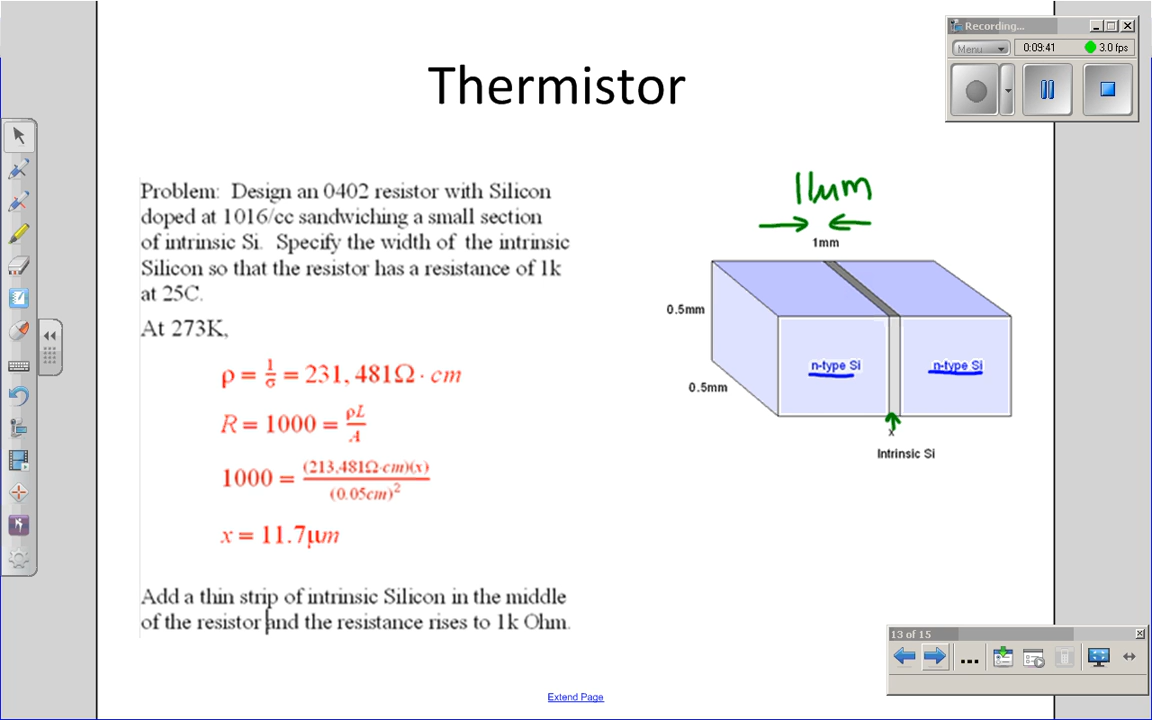 Recording...
Menu
0:09:41
3.0 fps
Thermistor
Problem: Design an 0402 resistor with Silicon
doped at 1016/cc sandwiching a small section
of intrinsic Si. Specify the width of the intrinsic
Silicon so that the resistor has a resistance of 1k
at 25C.
At 273K,
ρ = 1/σ = 231, 481Ω · cm
R = 1000 = ρL/A
1000 = (213,481Ω·cm)(x)/(0.05cm)²
x = 11.7μm
Add a thin strip of intrinsic Silicon in the middle
of the resistor and the resistance rises to 1k Ohm.
11um
1mm
0.5mm
0.5mm
n-type Si
n-type Si
x
Intrinsic Si
13 of 15
Extend Page